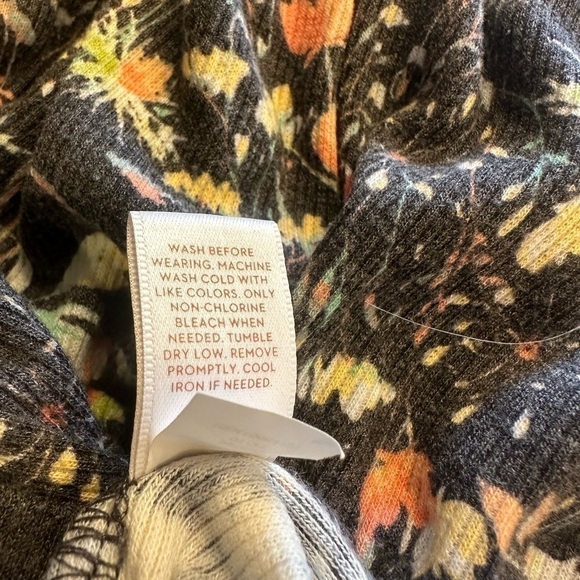 WASH BEFORE
WEARING. MACHINE
WASH COLD WITH
LIKE COLORS. ONLY
NON-CHLORINE
BLEACH WHEN
NEEDED. TUMBLE
DRY LOW. REMOVE
PROMPTLY. COOL
IRON IF NEEDED.